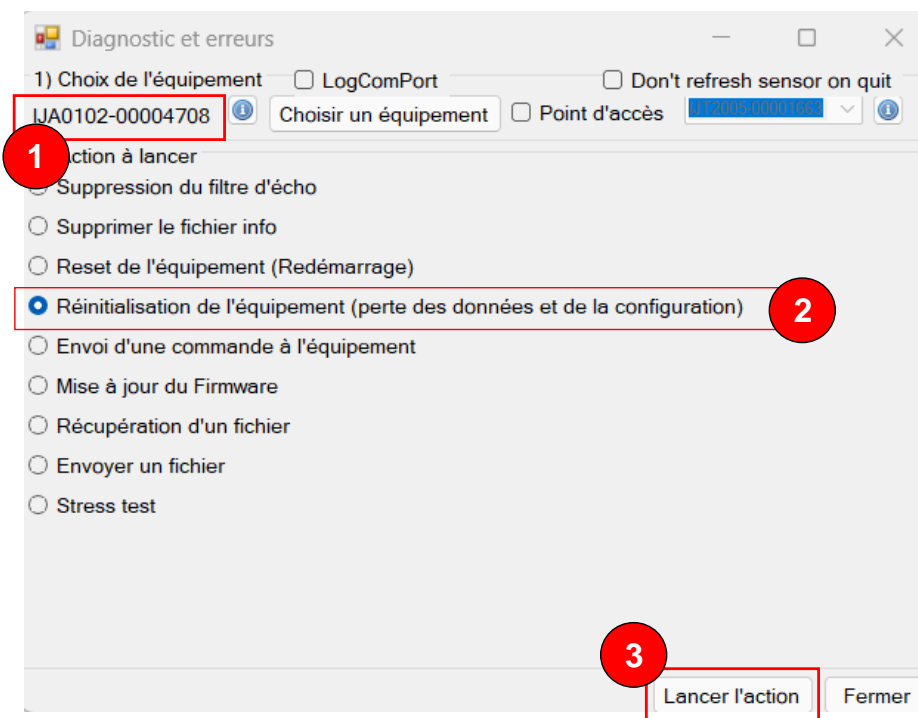 Diagnostic et erreurs
1) Choix de l'équipement LogComPort Don't refresh sensor on quit
IJA0102-00004708 Choisir un équipement Point d'accès IJT2005-00001663
1 ction à lancer
Suppression du filtre d'écho
Supprimer le fichier info
Reset de l'équipement (Redémarrage)
Réinitialisation de l'équipement (perte des données et de la configuration) 2
Envoi d'une commande à l'équipement
Mise à jour du Firmware
Récupération d'un fichier
Envoyer un fichier
Stress test
3
Lancer l'action Fermer